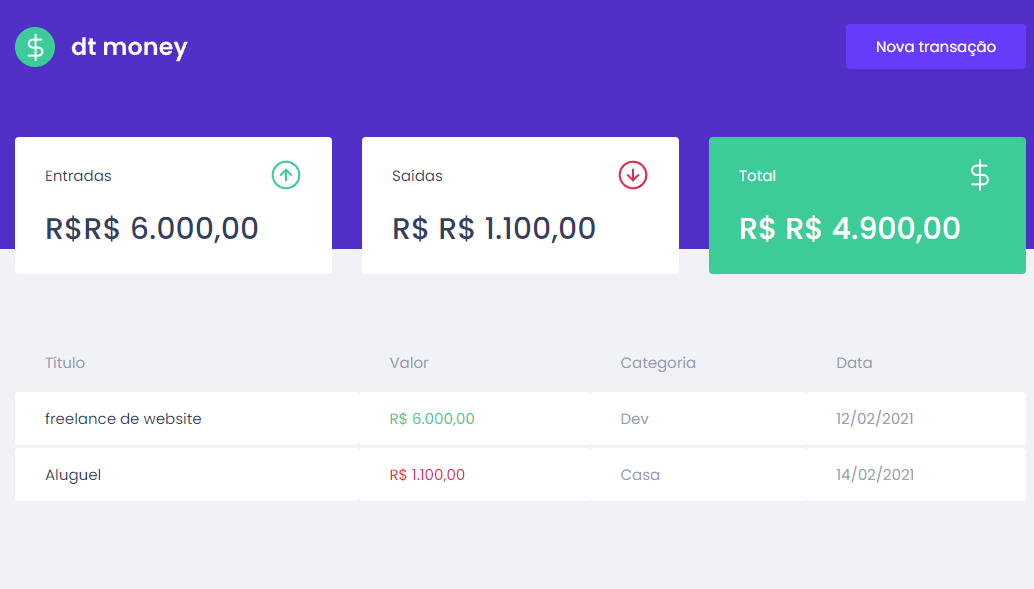 dt money
Nova transação
Entradas
R$R$ 6.000,00
Saídas
R$ R$ 1.100,00
Total
R$ R$ 4.900,00
Título Valor Categoria Data
freelance de website R$ 6.000,00 Dev 12/02/2021
Aluguel R$ 1.100,00 Casa 14/02/2021